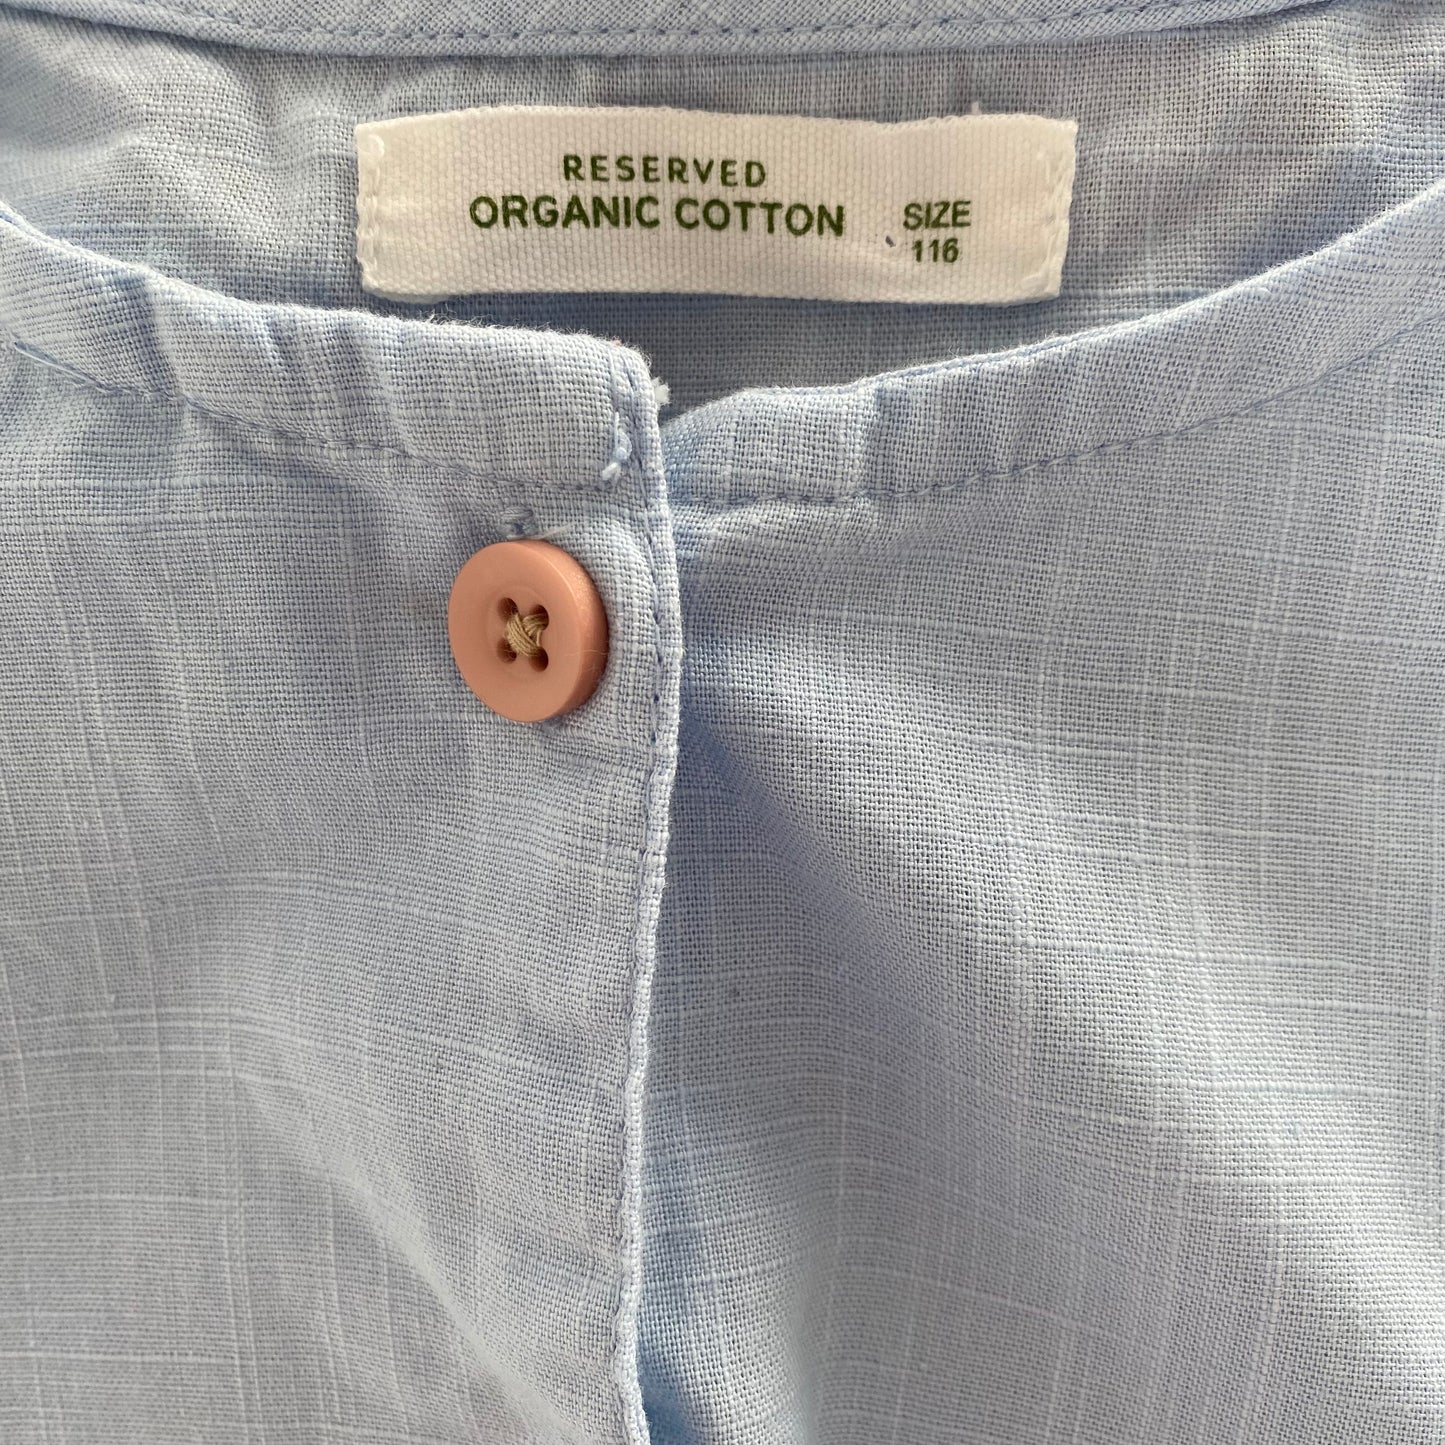 RESERVED
ORGANIC COTTON
SIZE
116